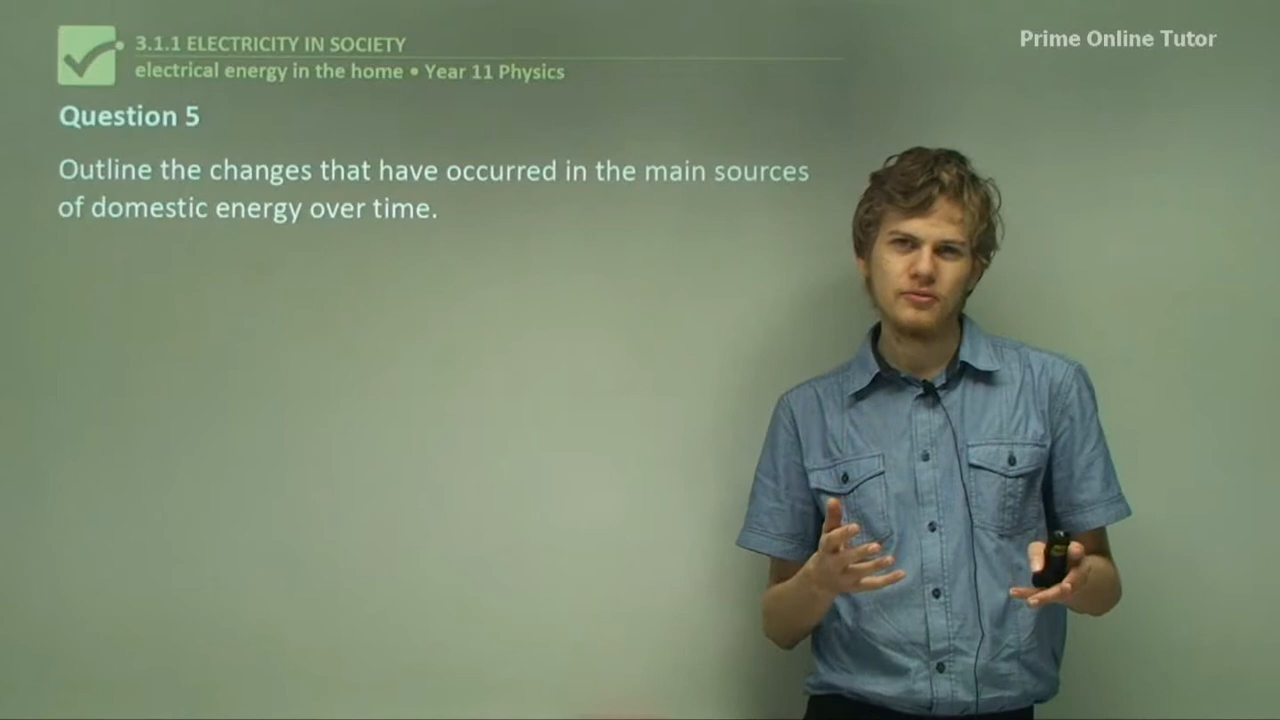 3.1.1 ELECTRICITY IN SOCIETY
Prime Online Tutor
electrical energy in the home • Year 11 Physics
Question 5
Outline the changes that have occurred in the main sources
of domestic energy over time.